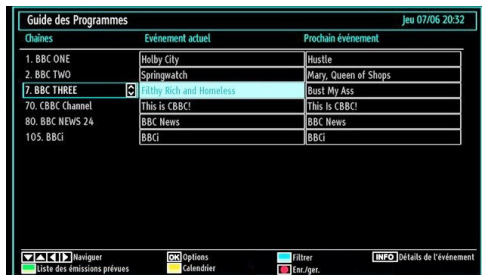 Guide des Programmes Jeu 07/06 20:32
Chaînes Evénement actuel Prochain événement
1. BBC ONE Holby City Hustle
2. BBC TWO Springwatch Mary, Queen of Shops
7. BBC THREE Filthy Rich and Homeless Bust My Ass
70. CBBC Channel This is CBBC! This Is CBBC!
80. BBC NEWS 24 BBC News BBC News
105. BBCi BBCi BBCi
Naviguer OK Options Filtrer INFO Détails de l'événement
Liste des émissions prévues Calendrier Enr./ger.